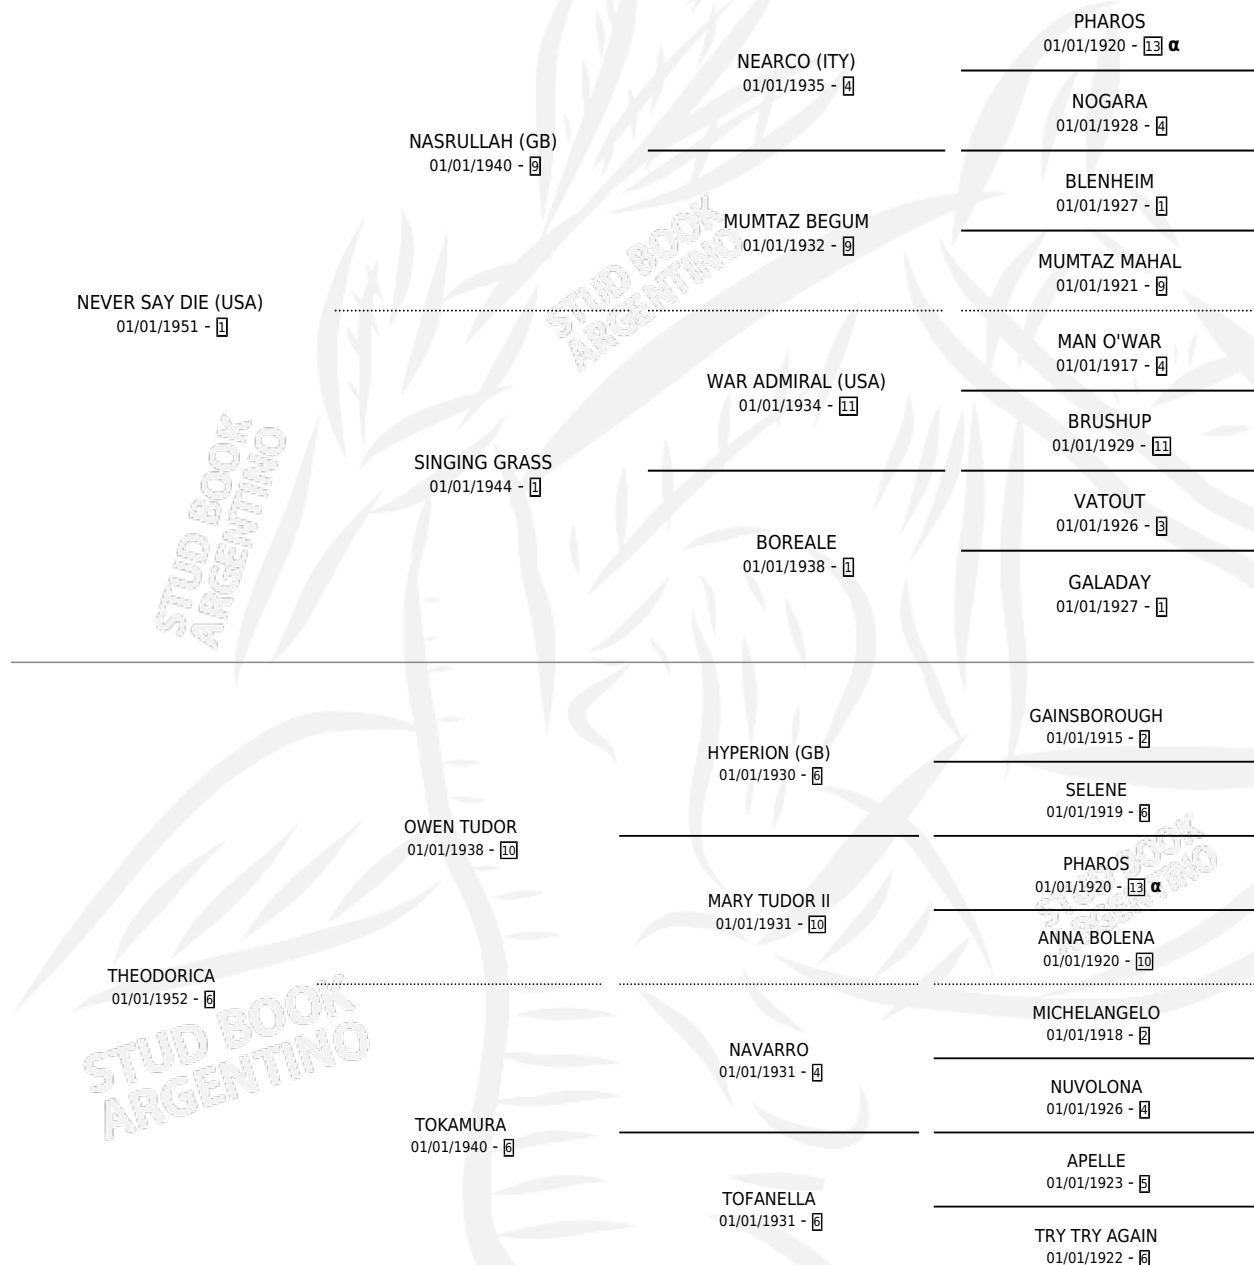 PHAROS
01/01/1920 - 13 α
NEARCO (ITY)
01/01/1935 - 4
NOGARA
01/01/1928 - 4
NASRULLAH (GB)
01/01/1940 - 9
BLENHEIM
01/01/1927 - 1
MUMTAZ BEGUM
01/01/1932 - 9
MUMTAZ MAHAL
01/01/1921 - 9
STUD BOOK
ARGENTINO
NEVER SAY DIE (USA)
01/01/1951 - 1
MAN O'WAR
01/01/1917 - 4
WAR ADMIRAL (USA)
01/01/1934 - 11
BRUSHUP
01/01/1929 - 11
SINGING GRASS
01/01/1944 - 1
VATOUT
01/01/1926 - 3
BOREALE
01/01/1938 - 1
GALADAY
01/01/1927 - 1
STUD BOOK
ARGENTINO
GAINSBOROUGH
01/01/1915 - 2
HYPERION (GB)
01/01/1930 - 6
SELENE
01/01/1919 - 6
OWEN TUDOR
01/01/1938 - 10
PHAROS
01/01/1920 - 13 α
MARY TUDOR II
01/01/1931 - 10
ANNA BOLENA
01/01/1920 - 10
STUD BOOK
ARGENTINO
THEODORICA
01/01/1952 - 6
MICHELANGELO
01/01/1918 - 2
NAVARRO
01/01/1931 - 4
NUVOLONA
01/01/1926 - 4
TOKAMURA
01/01/1940 - 6
APELLE
01/01/1923 - 5
TOFANELLA
01/01/1931 - 6
TRY TRY AGAIN
01/01/1922 - 6
STUD BOOK
ARGENTINO